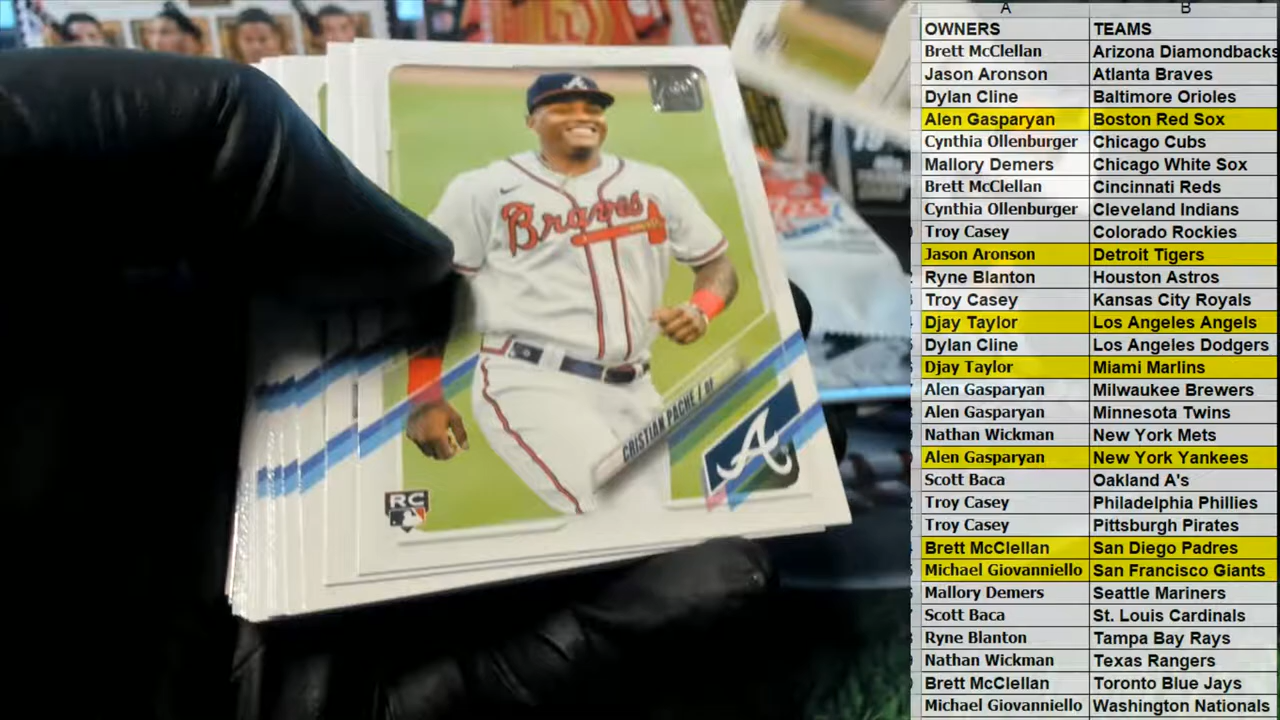 A B
OWNERS TEAMS
Brett McClellan Arizona Diamondbacks
Jason Aronson Atlanta Braves
Dylan Cline Baltimore Orioles
Alen Gasparyan Boston Red Sox
Cynthia Ollenburger Chicago Cubs
Mallory Demers Chicago White Sox
Brett McClellan Cincinnati Reds
Cynthia Ollenburger Cleveland Indians
Troy Casey Colorado Rockies
Jason Aronson Detroit Tigers
Ryne Blanton Houston Astros
Troy Casey Kansas City Royals
Djay Taylor Los Angeles Angels
Dylan Cline Los Angeles Dodgers
Djay Taylor Miami Marlins
Alen Gasparyan Milwaukee Brewers
Alen Gasparyan Minnesota Twins
Nathan Wickman New York Mets
Alen Gasparyan New York Yankees
Scott Baca Oakland A's
Troy Casey Philadelphia Phillies
Troy Casey Pittsburgh Pirates
Brett McClellan San Diego Padres
Michael Giovanniello San Francisco Giants
Mallory Demers Seattle Mariners
Scott Baca St. Louis Cardinals
Ryne Blanton Tampa Bay Rays
Nathan Wickman Texas Rangers
Brett McClellan Toronto Blue Jays
Michael Giovanniello Washington Nationals
A
Braves
CRISTIAN PACHE / OF
A
RC